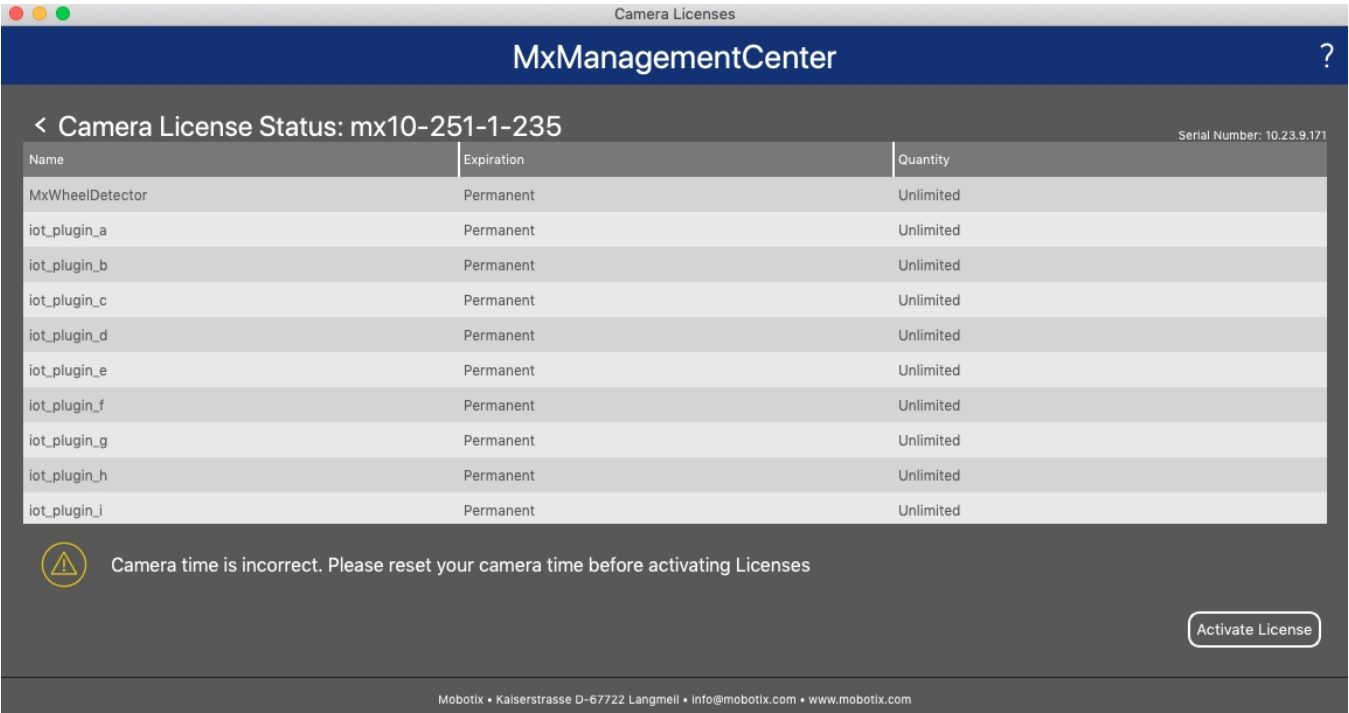 Camera Licenses
MxManagementCenter ?
< Camera License Status: mx10-251-1-235
Serial Number: 10.23.9.171
Name Expiration Quantity
MxWheelDetector Permanent Unlimited
iot_plugin_a Permanent Unlimited
iot_plugin_b Permanent Unlimited
iot_plugin_c Permanent Unlimited
iot_plugin_d Permanent Unlimited
iot_plugin_e Permanent Unlimited
iot_plugin_f Permanent Unlimited
iot_plugin_g Permanent Unlimited
iot_plugin_h Permanent Unlimited
iot_plugin_i Permanent Unlimited
Camera time is incorrect. Please reset your camera time before activating Licenses
Activate License
Mobotix • Kaiserstrasse D-67722 Langmeil • info@mobotix.com • www.mobotix.com